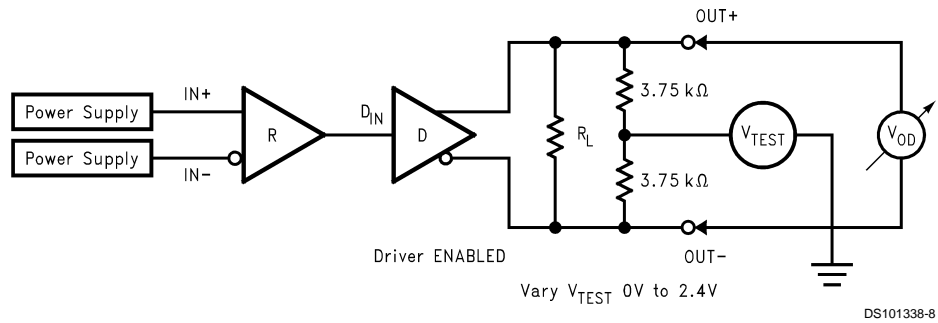 OUT+
IN+
Power Supply
D_IN
3.75 kΩ
R
D
R_L
V_TEST
V_OD
Power Supply
IN-
3.75 kΩ
Driver ENABLED
OUT-
Vary V_TEST 0V to 2.4V
DS101338-8